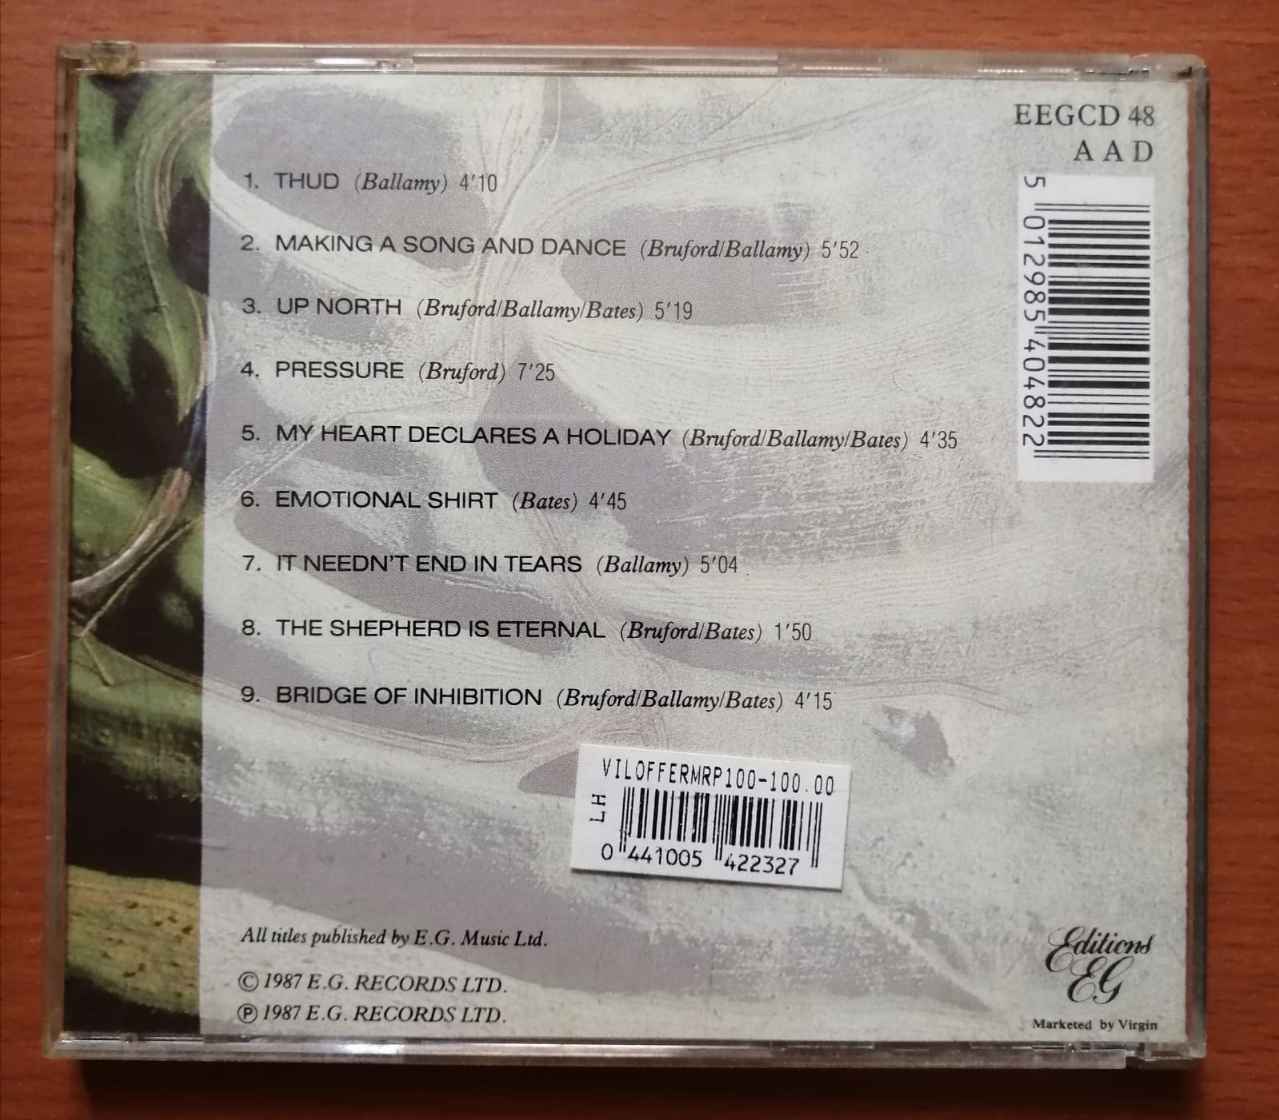 EEGCD 48
A A D
5 012985 404822
1. THUD (Ballamy) 4'10
2. MAKING A SONG AND DANCE (Bruford/Ballamy) 5'52
3. UP NORTH (Bruford/Ballamy/Bates) 5'19
4. PRESSURE (Bruford) 7'25
5. MY HEART DECLARES A HOLIDAY (Bruford/Ballamy/Bates) 4'35
6. EMOTIONAL SHIRT (Bates) 4'45
7. IT NEEDN'T END IN TEARS (Ballamy) 5'04
8. THE SHEPHERD IS ETERNAL (Bruford/Bates) 1'50
9. BRIDGE OF INHIBITION (Bruford/Ballamy/Bates) 4'15
VILOFFERMRP100-100.00
LH
0 441005 422327
All titles published by E.G. Music Ltd.
© 1987 E.G. RECORDS LTD.
℗ 1987 E.G. RECORDS LTD.
Editions
EG
Marketed by Virgin